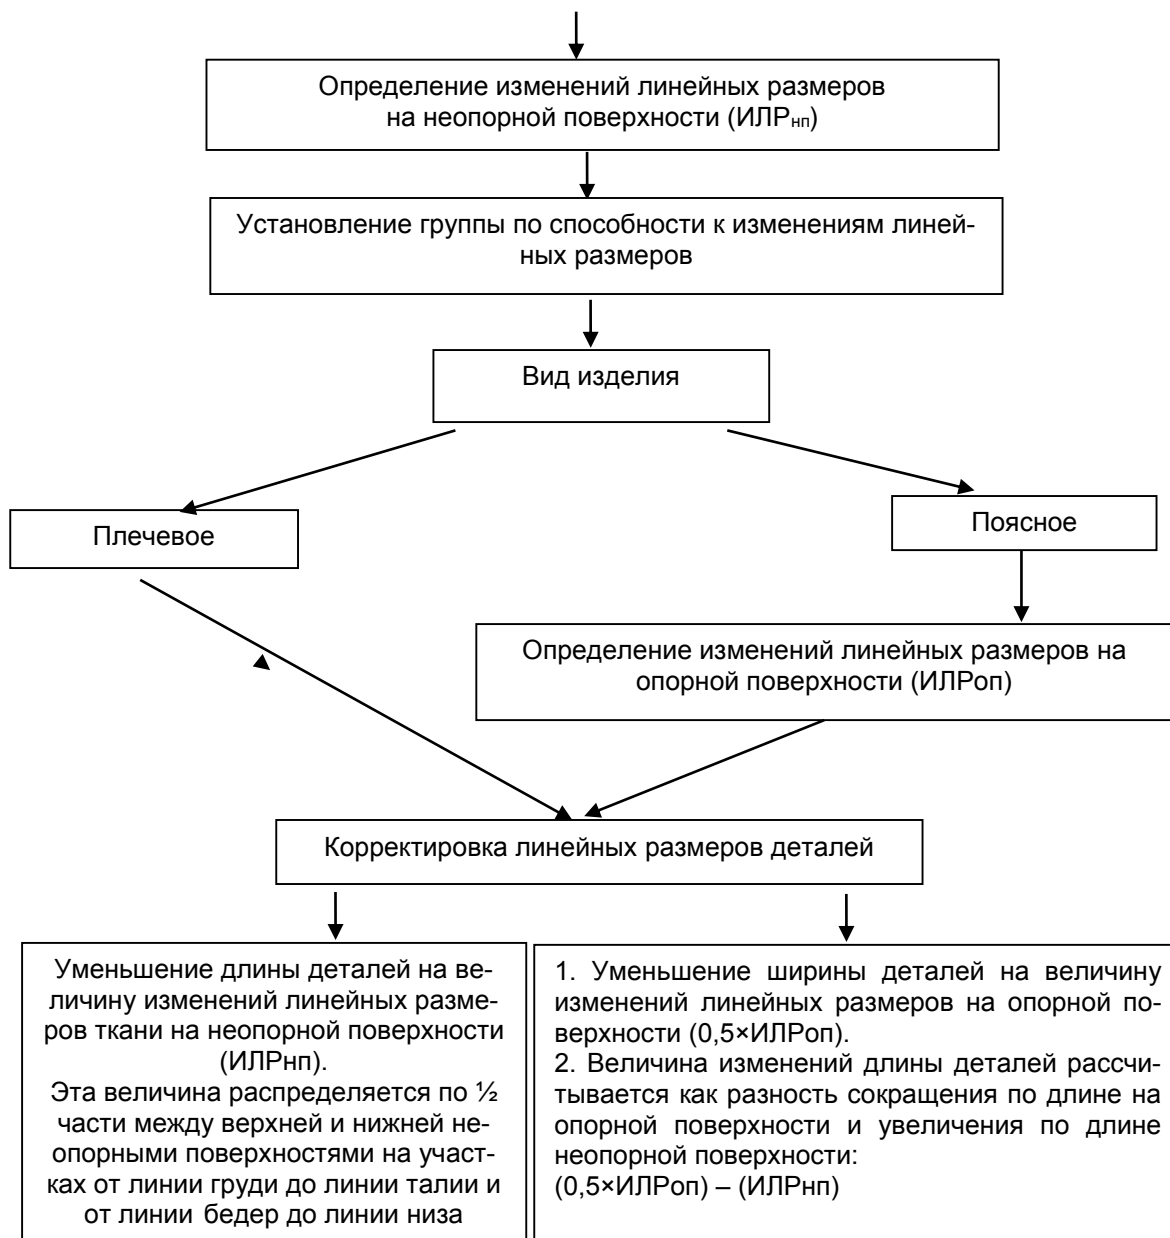 Определение изменений линейных размеров
на неопорной поверхности (ИЛРнп)
Установление группы по способности к изменениям линей-
ных размеров
Вид изделия
Плечевое
Поясное
Определение изменений линейных размеров на
опорной поверхности (ИЛРоп)
Корректировка линейных размеров деталей
Уменьшение длины деталей на ве-
личину изменений линейных разме-
ров ткани на неопорной поверхности
(ИЛРнп).
Эта величина распределяется по ½
части между верхней и нижней не-
опорными поверхностями на участ-
ках от линии груди до линии талии и
от линии бедер до линии низа
1. Уменьшение ширины деталей на величину
изменений линейных размеров на опорной по-
верхности (0,5×ИЛРоп).
2. Величина изменений длины деталей рассчи-
тывается как разность сокращения по длине на
опорной поверхности и увеличения по длине
неопорной поверхности:
(0,5×ИЛРоп) – (ИЛРнп)